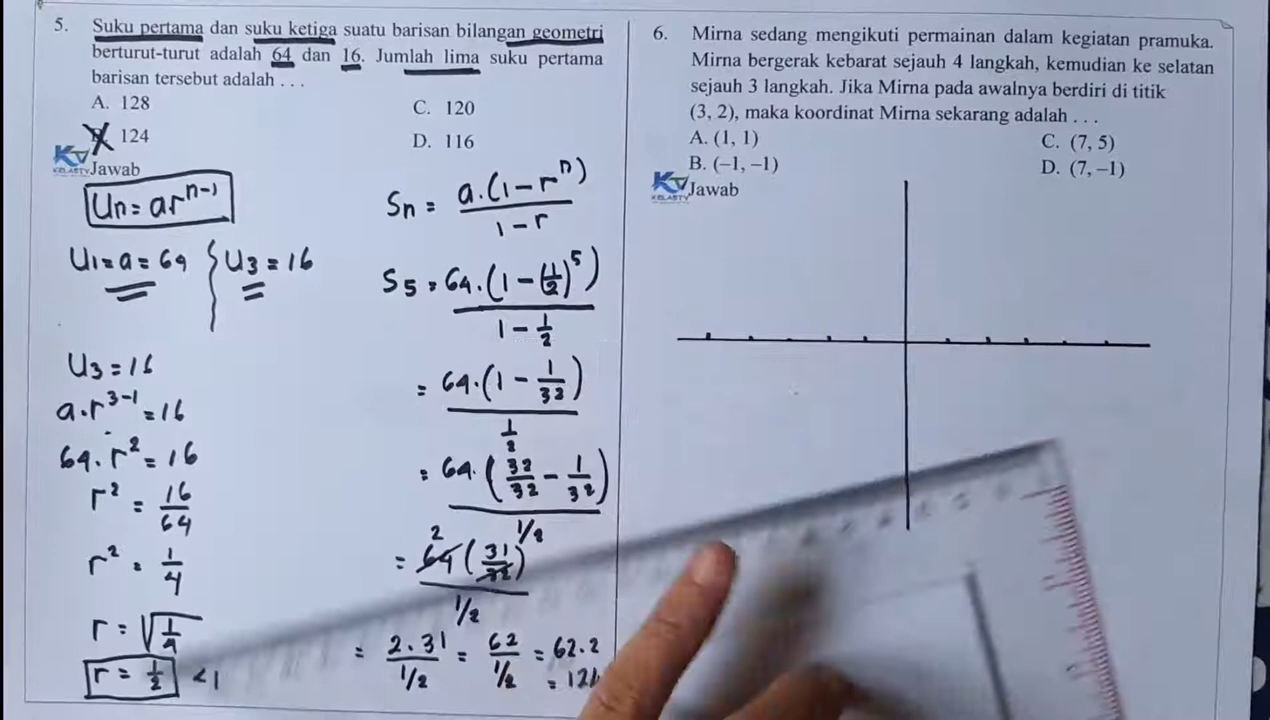 5. Suku pertama dan suku ketiga suatu barisan bilangan geometri
berturut-turut adalah 64 dan 16. Jumlah lima suku pertama
barisan tersebut adalah . . .
A. 128
C. 120
124
D. 116
KV
KELASTV
Jawab
Un = ar^(n-1)
U1 = a = 64
U3 = 16
U3 = 16
a.r^(3-1) = 16
64. r^2 = 16
r^2 = 16/64
r^2 = 1/4
r = √(1/4)
r = 1/2 < 1
Sn = a.(1 - r^n) / 1 - r
S5 = 64.(1 - (1/2)^5) / 1 - 1/2
= 64.(1 - 1/32) / 1/2
= 64. (32/32 - 1/32) / 1/2
2
= 64 (31/32) / 1/2
= 2.31 / 1/2 = 62 / 1/2 = 62.2
6. Mirna sedang mengikuti permainan dalam kegiatan pramuka.
Mirna bergerak kebarat sejauh 4 langkah, kemudian ke selatan
sejauh 3 langkah. Jika Mirna pada awalnya berdiri di titik
(3, 2), maka koordinat Mirna sekarang adalah . . .
A. (1, 1)
C. (7, 5)
B. (−1, −1)
D. (7, −1)
KV
KELASTV
Jawab